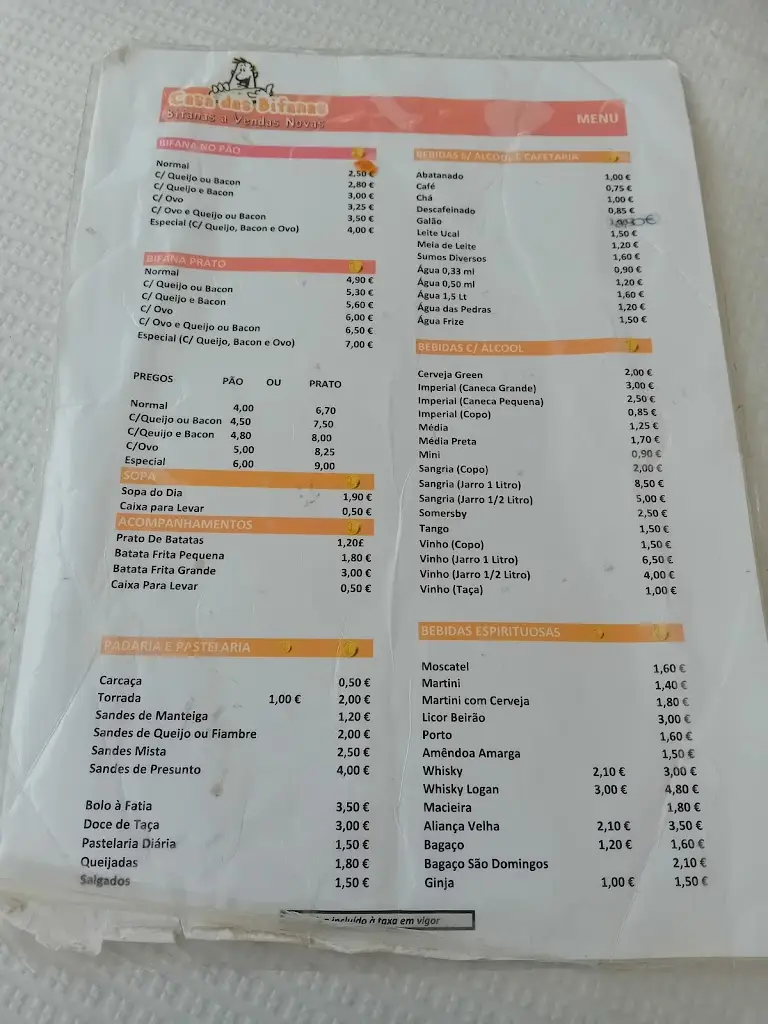 Casa das Bifanas
Bifanas a Vendas Novas
MENU
BIFANA NO PÃO
Normal 2,50 €
C/ Queijo ou Bacon 2,80 €
C/ Queijo e Bacon 3,00 €
C/ Ovo 3,25 €
C/ Ovo e Queijo ou Bacon 3,50 €
Especial (C/ Queijo, Bacon e Ovo) 4,00 €
BIFANA PRATO
Normal 4,90 €
C/ Queijo ou Bacon 5,30 €
C/ Queijo e Bacon 5,60 €
C/ Ovo 6,00 €
C/ Ovo e Queijo ou Bacon 6,50 €
Especial (C/ Queijo, Bacon e Ovo) 7,00 €
PREGOS PÃO OU PRATO
Normal 4,00 6,70
C/Queijo ou Bacon 4,50 7,50
C/Qeuijo e Bacon 4,80 8,00
C/Ovo 5,00 8,25
Especial 6,00 9,00
SOPA
Sopa do Dia 1,90 €
Caixa para Levar 0,50 €
ACOMPANHAMENTOS
Prato De Batatas 1,20£
Batata Frita Pequena 1,80 €
Batata Frita Grande 3,00 €
Caixa Para Levar 0,50 €
PADARIA E PASTELARIA
Carcaça 0,50 €
Torrada 1,00 € 2,00 €
Sandes de Manteiga 1,20 €
Sandes de Queijo ou Fiambre 2,00 €
Sandes Mista 2,50 €
Sandes de Presunto 4,00 €
Bolo à Fatia 3,50 €
Doce de Taça 3,00 €
Pastelaria Diária 1,50 €
Queijadas 1,80 €
Salgados 1,50 €
BEBIDAS S/ ALCOOL E CAFETARIA
Abatanado 1,00 €
Café 0,75 €
Chá 1,00 €
Descafeinado 0,85 €
Galão
Leite Ucal 1,50 €
Meia de Leite 1,20 €
Sumos Diversos 1,60 €
Água 0,33 ml 0,90 €
Água 0,50 ml 1,20 €
Água 1,5 Lt 1,60 €
Água das Pedras 1,20 €
Água Frize 1,50 €
BEBIDAS C/ ALCOOL
Cerveja Green 2,00 €
Imperial (Caneca Grande) 3,00 €
Imperial (Caneca Pequena) 2,50 €
Imperial (Copo) 0,85 €
Média 1,25 €
Média Preta 1,70 €
Mini 0,90 €
Sangria (Copo) 2,00 €
Sangria (Jarro 1 Litro) 8,50 €
Sangria (Jarro 1/2 Litro) 5,00 €
Somersby 2,50 €
Tango 1,50 €
Vinho (Copo) 1,50 €
Vinho (Jarro 1 Litro) 6,50 €
Vinho (Jarro 1/2 Litro) 4,00 €
Vinho (Taça) 1,00 €
BEBIDAS ESPIRITUOSAS
Moscatel 1,60 €
Martini 1,40 €
Martini com Cerveja 1,80 €
Licor Beirão 3,00 €
Porto 1,60 €
Amêndoa Amarga 1,50 €
Whisky 2,10 € 3,00 €
Whisky Logan 3,00 € 4,80 €
Macieira 1,80 €
Aliança Velha 2,10 € 3,50 €
Bagaço 1,20 € 1,60 €
Bagaço São Domingos 2,10 €
Ginja 1,00 € 1,50 €
incluído à taxa em vigor